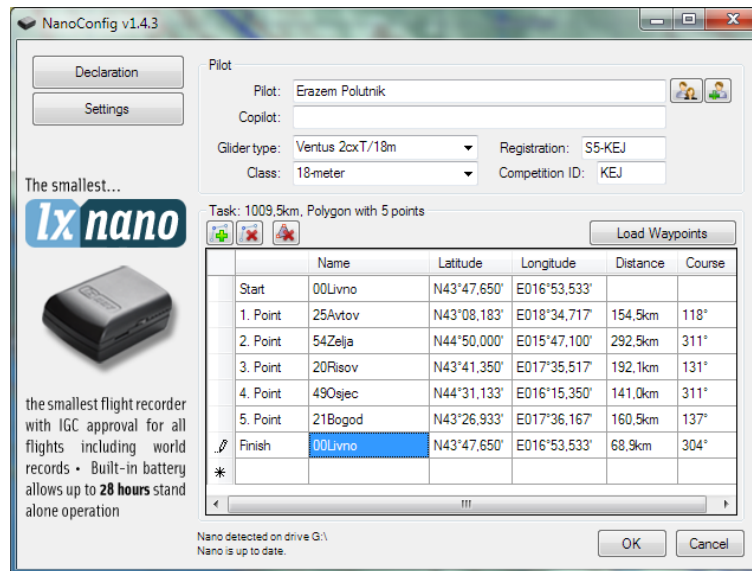 NanoConfig v1.4.3
Declaration
Settings
The smallest...
lx nano
the smallest flight recorder
with IGC approval for all
flights including world
records • Built-in battery
allows up to 28 hours stand
alone operation
Pilot
Pilot: Erazem Polutnik
Copilot:
Glider type: Ventus 2cxT/18m Registration: S5-KEJ
Class: 18-meter Competition ID: KEJ
Task: 1009,5km, Polygon with 5 points
Load Waypoints
Name Latitude Longitude Distance Course
Start 00Livno N43°47,650' E016°53,533'
1. Point 25Avtov N43°08,183' E018°34,717' 154,5km 118°
2. Point 54Zelja N44°50,000' E015°47,100' 292,5km 311°
3. Point 20Risov N43°41,350' E017°35,517' 192,1km 131°
4. Point 49Osjec N44°31,133' E016°15,350' 141,0km 311°
5. Point 21Bogod N43°26,933' E017°36,167' 160,5km 137°
Finish 00Livno N43°47,650' E016°53,533' 68,9km 304°
Nano detected on drive G:\
Nano is up to date.
OK Cancel